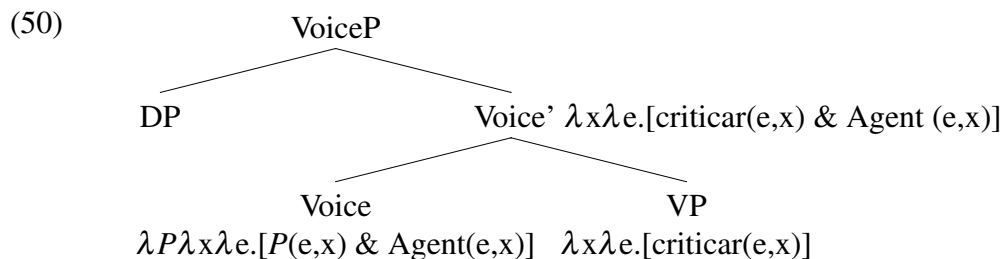 (50) VoiceP
DP Voice’ λxλe.[criticar(e,x) & Agent (e,x)]
Voice VP
λPλxλe.[P(e,x) & Agent(e,x)] λxλe.[criticar(e,x)]